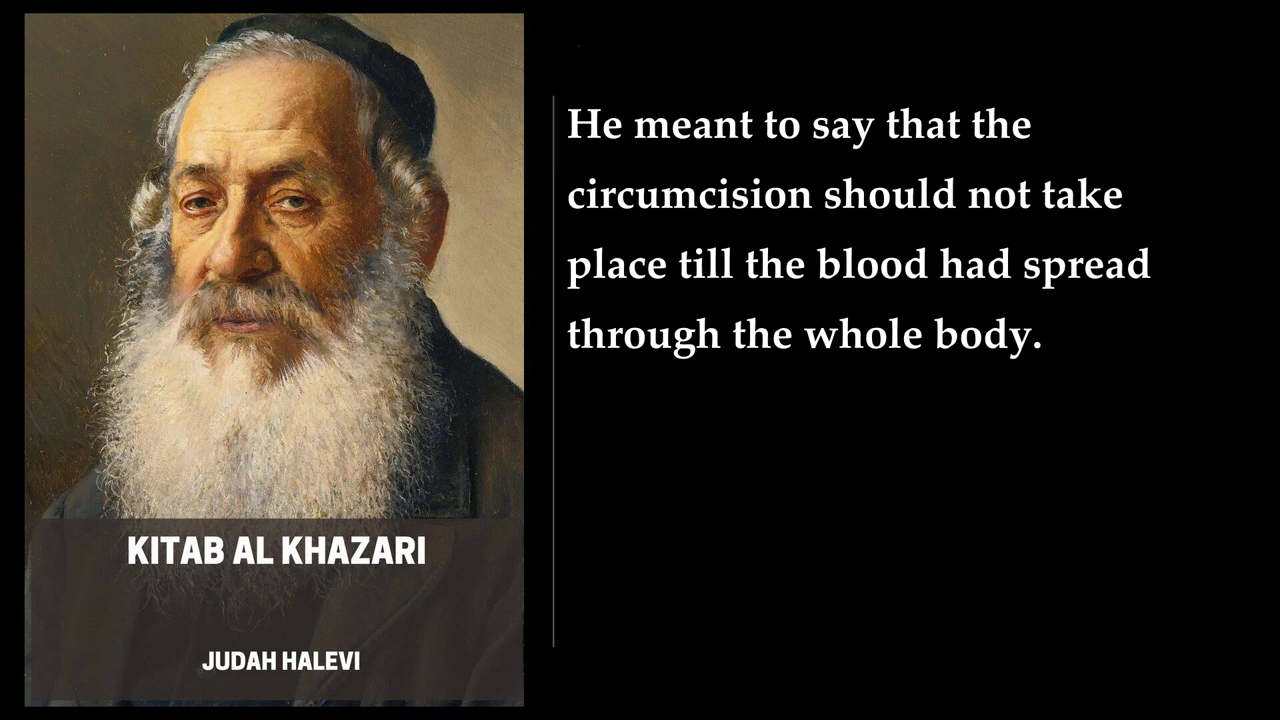 KITAB AL KHAZARI
JUDAH HALEVI
He meant to say that the
circumcision should not take
place till the blood had spread
through the whole body.